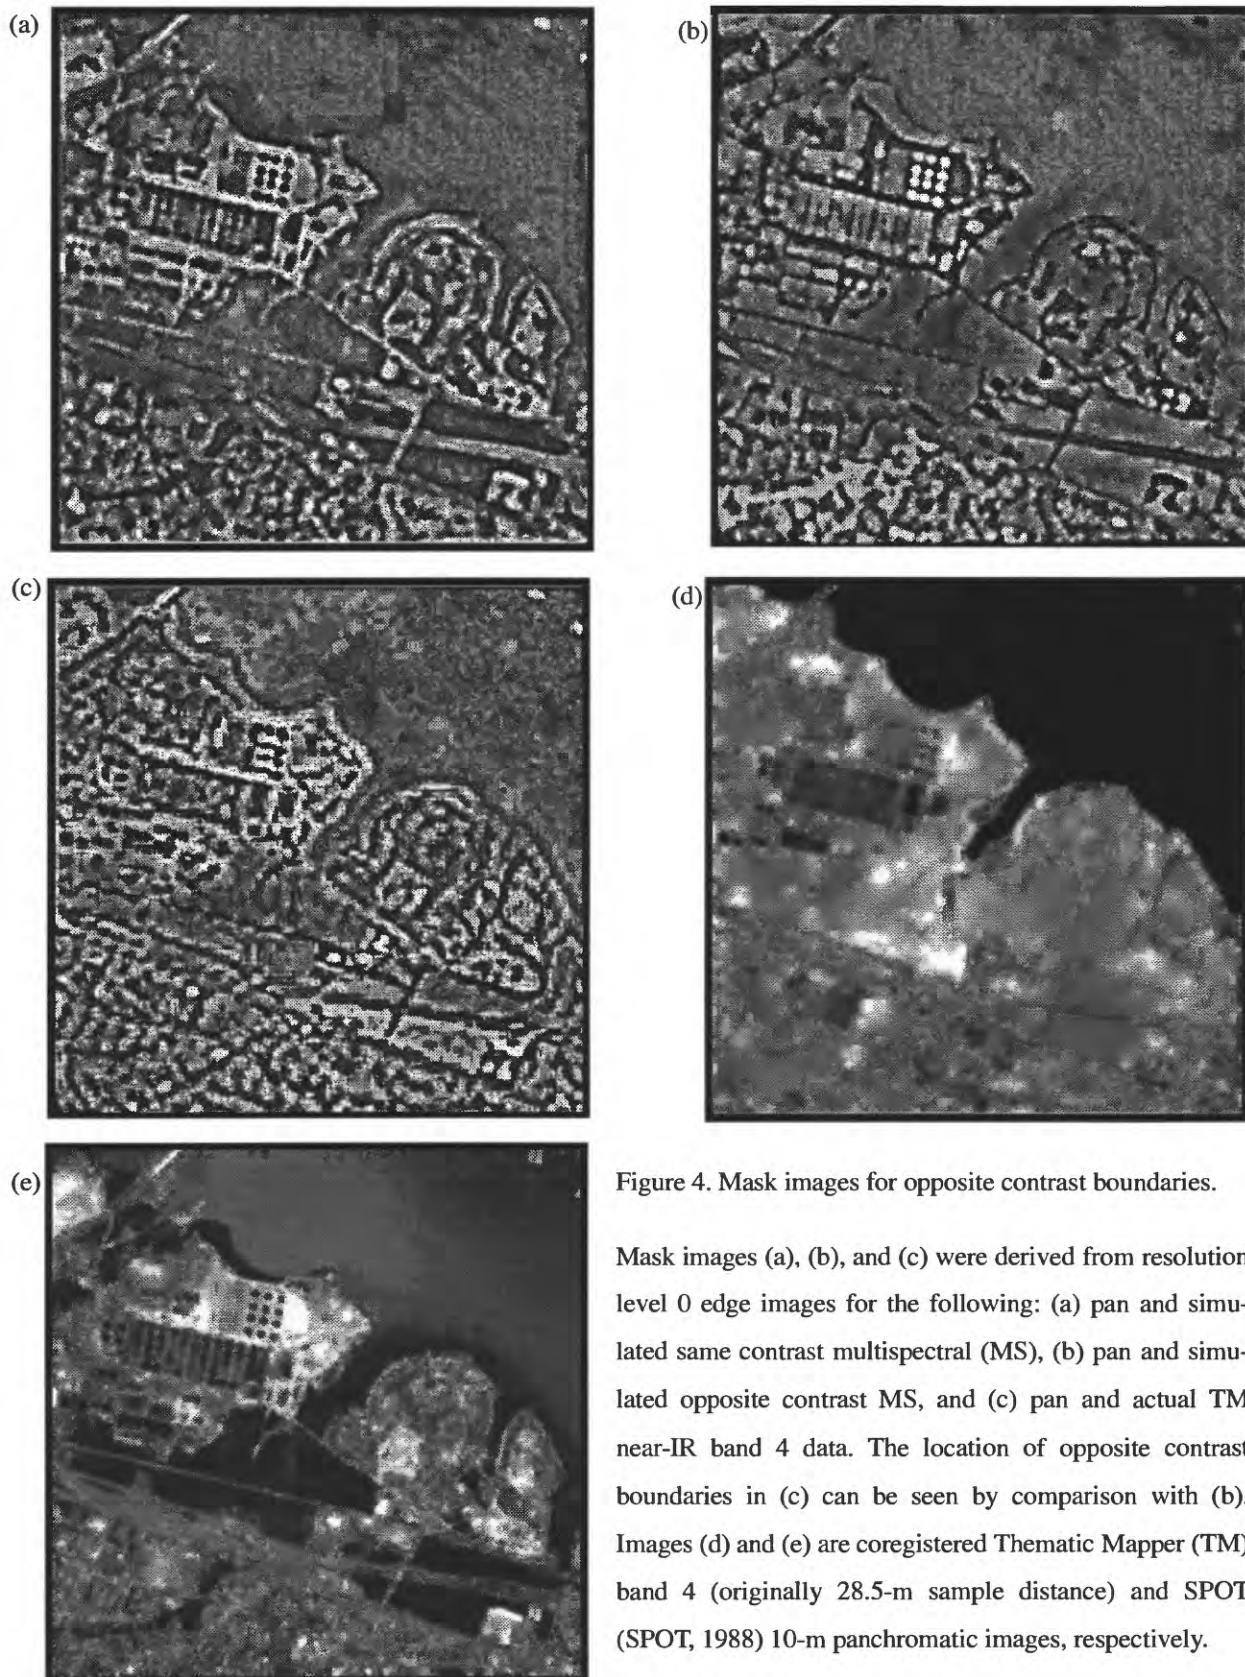 (a)
(b)
(c)
(d)
(e)
Figure 4. Mask images for opposite contrast boundaries.
Mask images (a), (b), and (c) were derived from resolution
level 0 edge images for the following: (a) pan and simu-
lated same contrast multispectral (MS), (b) pan and simu-
lated opposite contrast MS, and (c) pan and actual TM
near-IR band 4 data. The location of opposite contrast
boundaries in (c) can be seen by comparison with (b).
Images (d) and (e) are coregistered Thematic Mapper (TM)
band 4 (originally 28.5-m sample distance) and SPOT
(SPOT, 1988) 10-m panchromatic images, respectively.